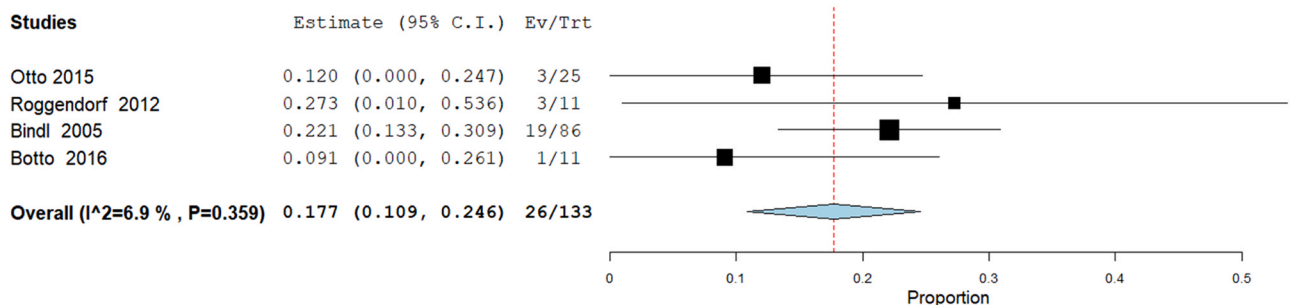 Studies Estimate (95% C.I.) Ev/Trt
Otto 2015 0.120 (0.000, 0.247) 3/25
Roggendorf 2012 0.273 (0.010, 0.536) 3/11
Bindl 2005 0.221 (0.133, 0.309) 19/86
Botto 2016 0.091 (0.000, 0.261) 1/11
Overall (I^2=6.9 % , P=0.359) 0.177 (0.109, 0.246) 26/133
0 0.1 0.2 0.3 0.4 0.5
Proportion